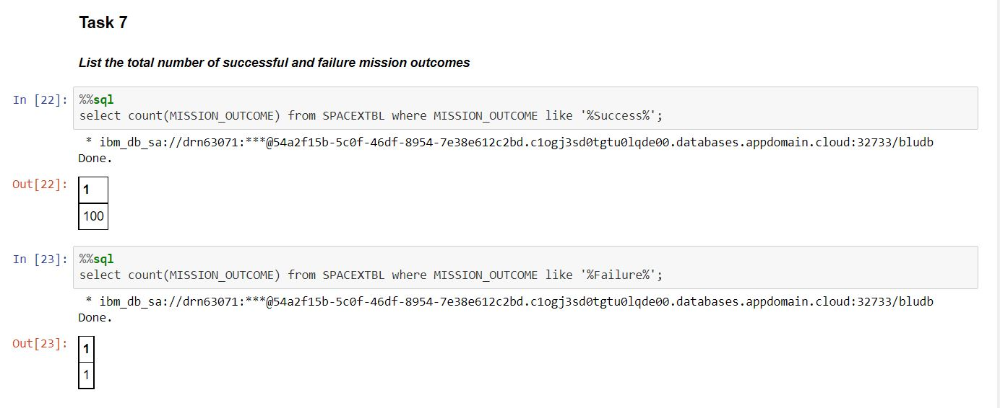 Task 7
List the total number of successful and failure mission outcomes
In [22]: %%sql
select count(MISSION_OUTCOME) from SPACEXTBL where MISSION_OUTCOME like '%Success%';
* ibm_db_sa://drn63071:***@54a2f15b-5c0f-46df-8954-7e38e612c2bd.c1ogj3sd0tgtu0lqde00.databases.appdomain.cloud:32733/bludb
Done.
Out[22]: 1
100
In [23]: %%sql
select count(MISSION_OUTCOME) from SPACEXTBL where MISSION_OUTCOME like '%Failure%';
* ibm_db_sa://drn63071:***@54a2f15b-5c0f-46df-8954-7e38e612c2bd.c1ogj3sd0tgtu0lqde00.databases.appdomain.cloud:32733/bludb
Done.
Out[23]: 1
1